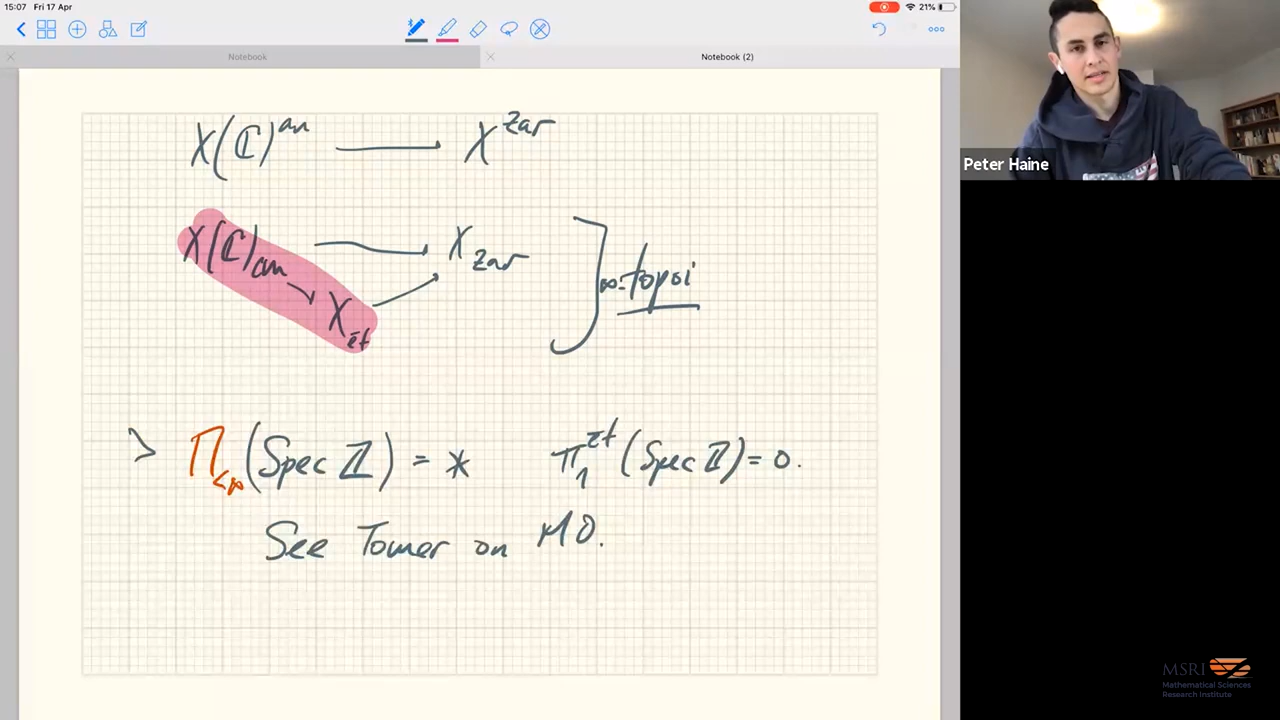 15:07 Fri 17 Apr
21%
Notebook
Notebook (2)
X(ℂ)^an → X^zar
X(ℂ)_an → X_zar
→ X_ét →
∞-topoi
> Π_<∞ (Spec ℤ) = * π_1^ét (Spec ℤ) = 0.
See Tomer on MO.
Peter Haine
MSRI
Mathematical Sciences
Research Institute